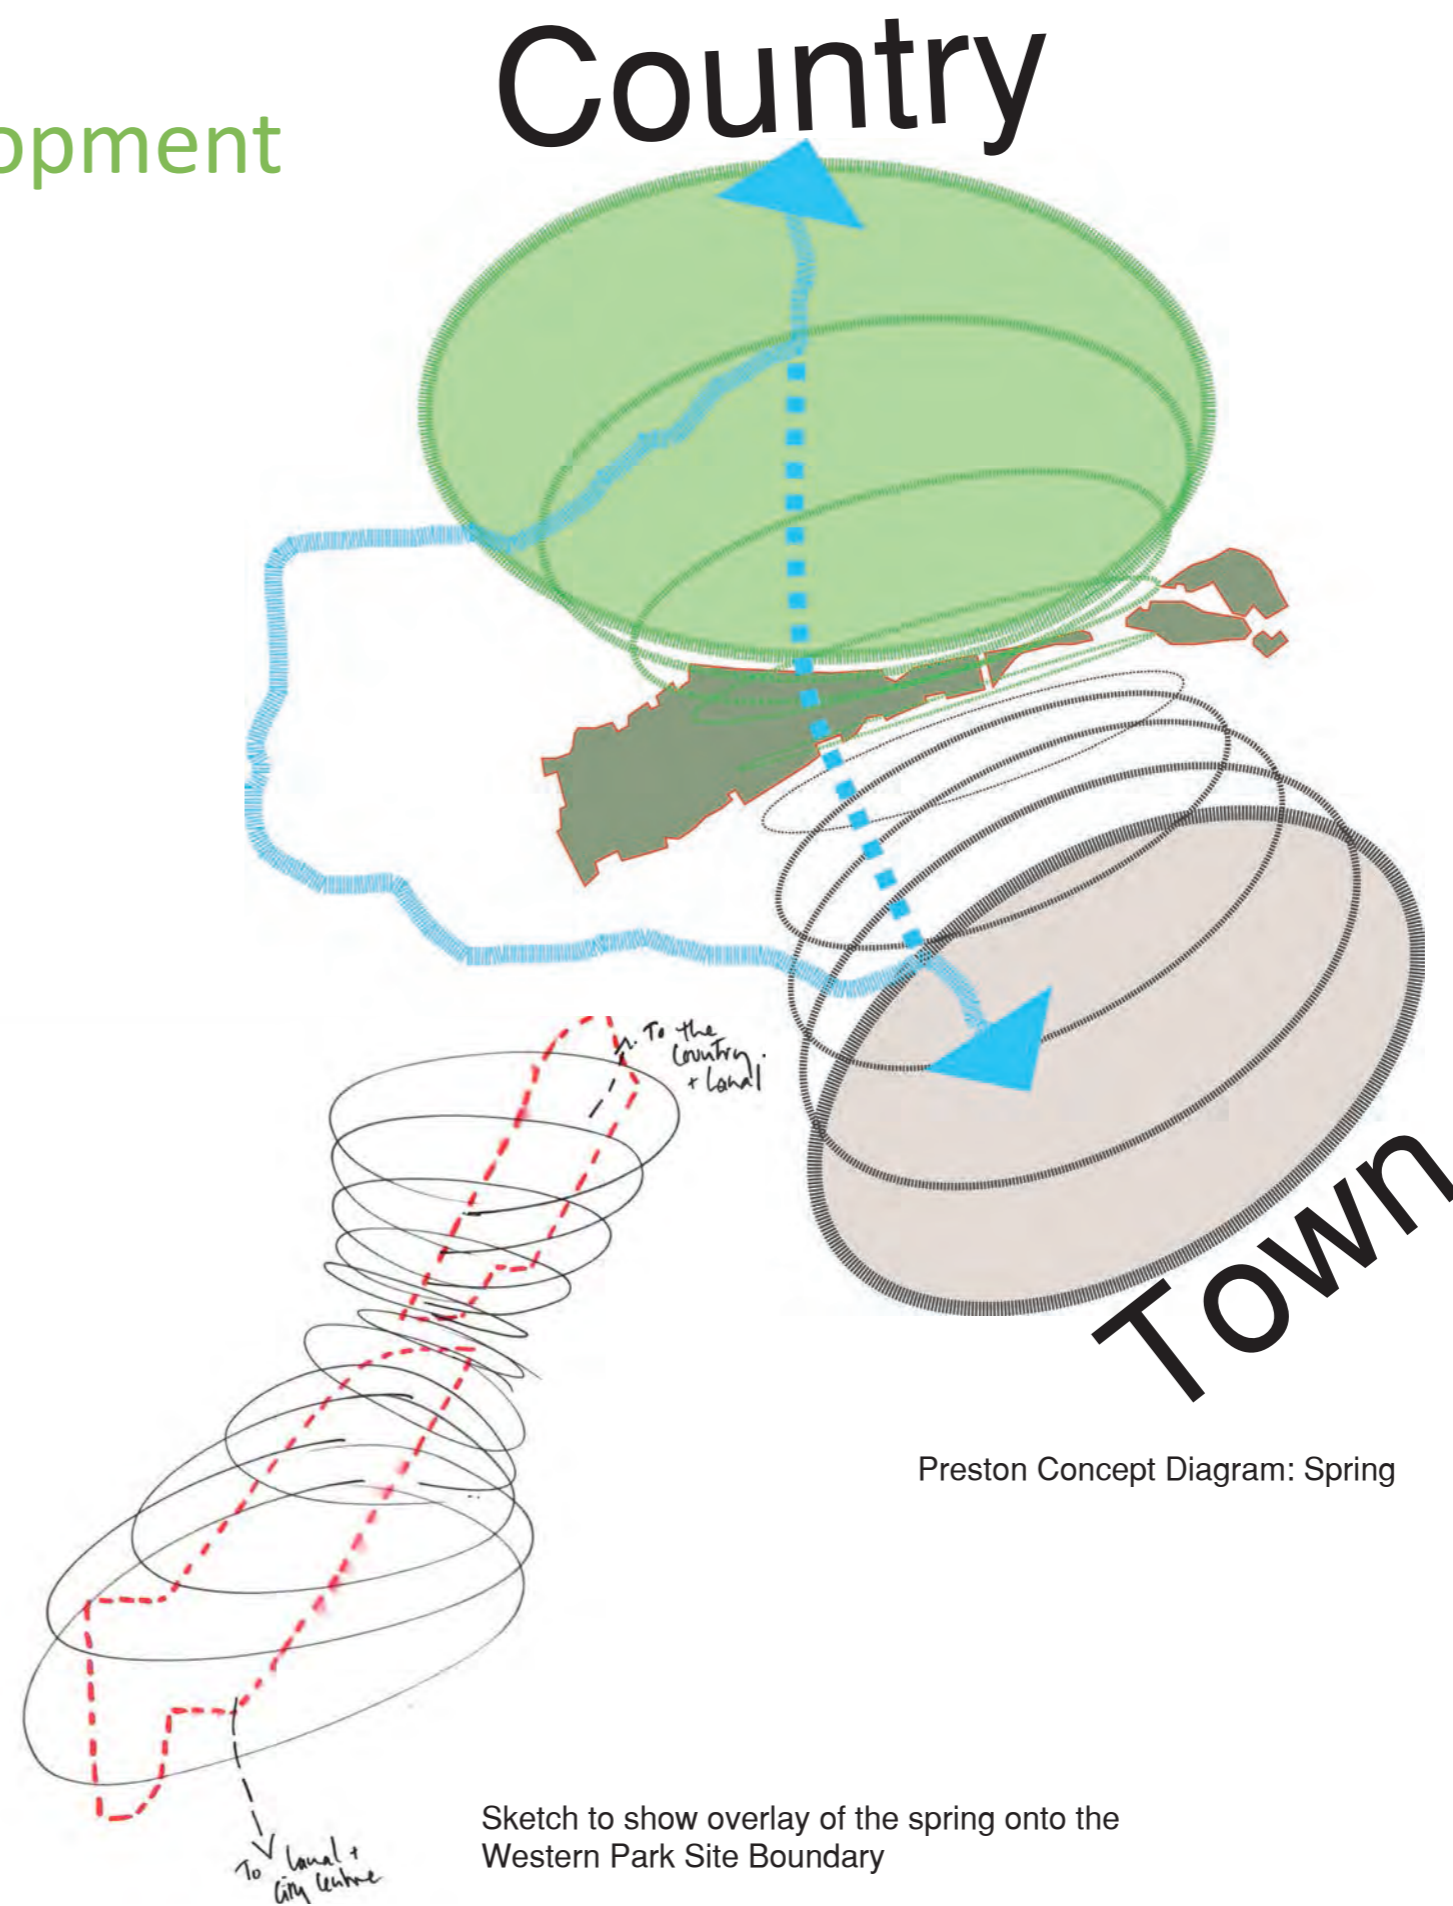 opment
Country
To the
Country
+ Canal
Town
Preston Concept Diagram: Spring
Sketch to show overlay of the spring onto the
Western Park Site Boundary
To Canal +
City Centre